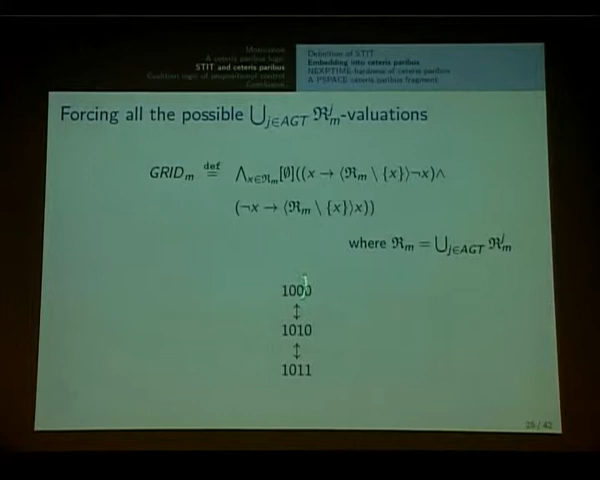 Motivation
A ceteris paribus logic
STIT and ceteris paribus
Coalition logic of propositional control
Conclusion
Definition of STIT
Embedding into ceteris paribus
NEXPTIME-hardness of ceteris paribus
A PSPACE ceteris paribus fragment
Forcing all the possible ⋃_{j∈AGT} ℜ^j_m-valuations
GRID_m def= ⋀_{x∈ℜ_m}[∅]((x → ⟨ℜ_m \ {x}⟩¬x)∧
(¬x → ⟨ℜ_m \ {x}⟩x))
where ℜ_m = ⋃_{j∈AGT} ℜ^j_m
1000
↕
1010
↕
1011
25 / 42